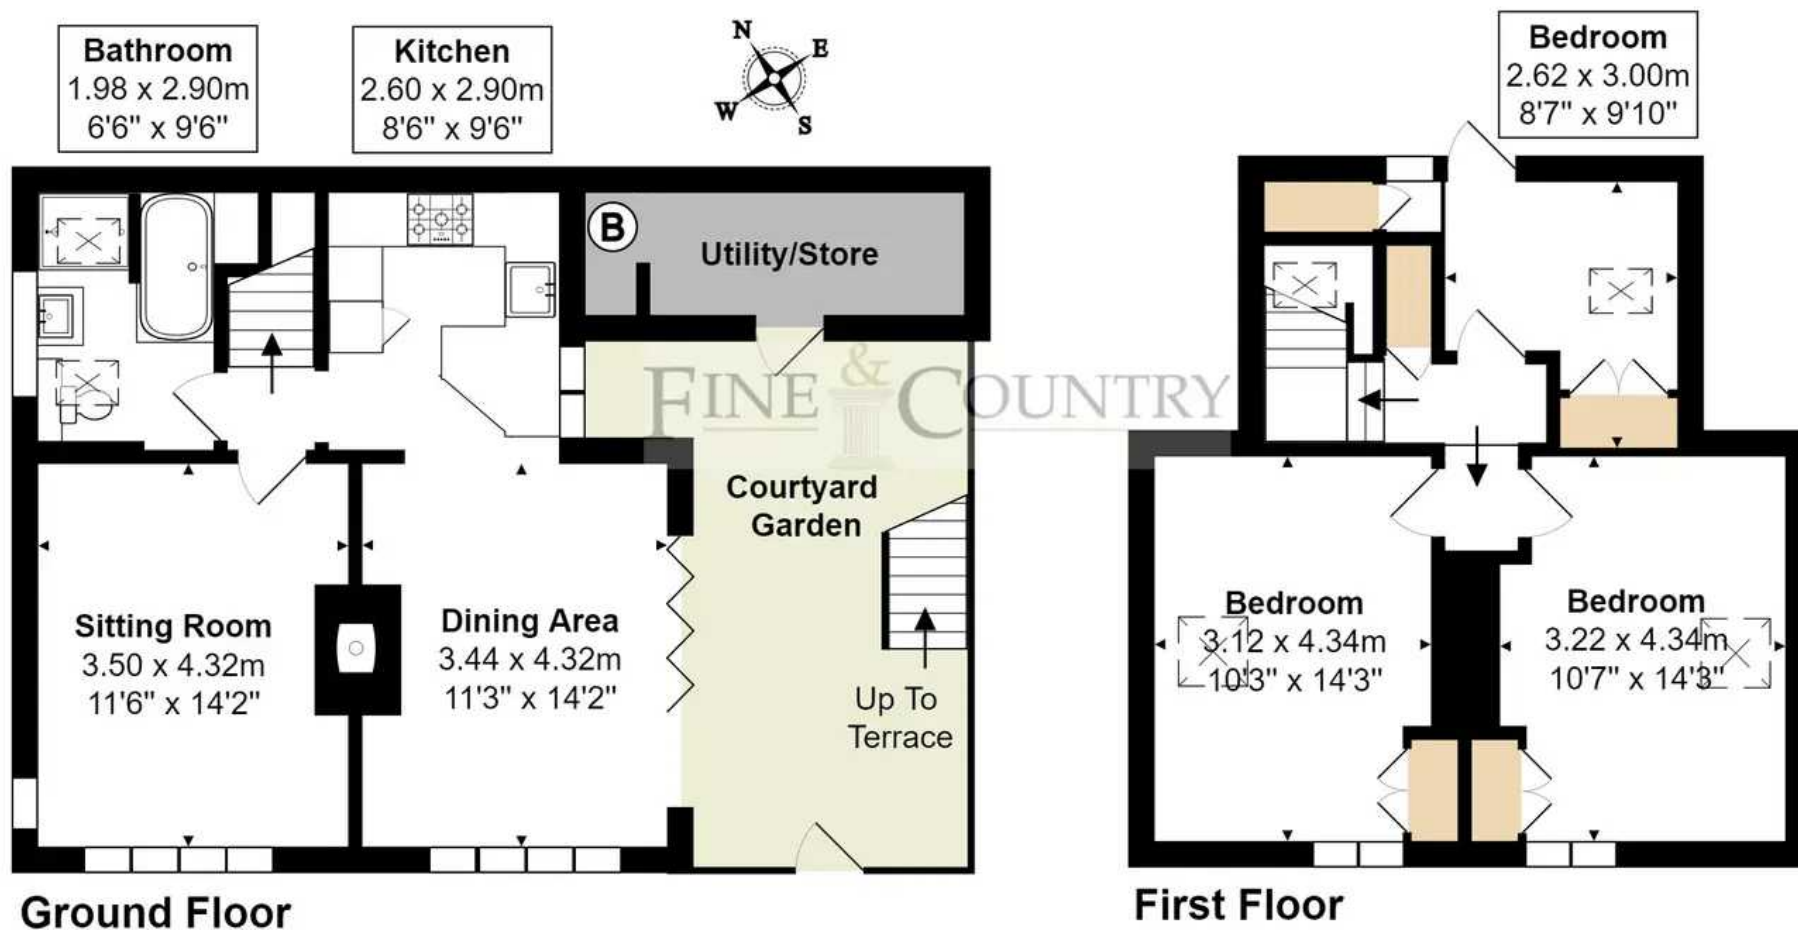 Bathroom
1.98 x 2.90m
6'6" x 9'6"
Kitchen
2.60 x 2.90m
8'6" x 9'6"
N
E
W
S
Bedroom
2.62 x 3.00m
8'7" x 9'10"
B
Utility/Store
FINE & COUNTRY
Courtyard
Garden
Sitting Room
3.50 x 4.32m
11'6" x 14'2"
Dining Area
3.44 x 4.32m
11'3" x 14'2"
Up To
Terrace
Bedroom
3.12 x 4.34m
10'3" x 14'3"
Bedroom
3.22 x 4.34m
10'7" x 14'3"
Ground Floor
First Floor